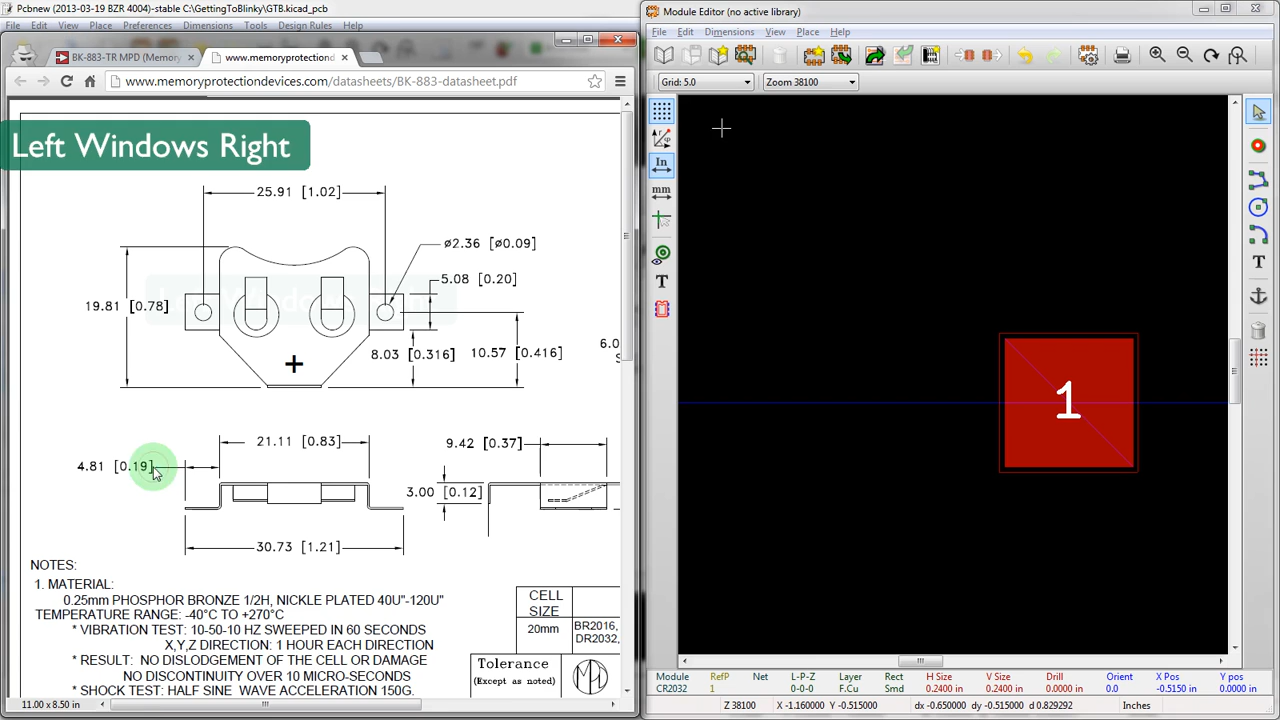 Pcbnew (2013-03-19 BZR 4004)-stable C:\GettingToBlinky\GTB.kicad_pcb
File Edit View Place Preferences Dimensions Tools Design Rules Help
BK-883-TR MPD (Memory
www.memoryprotectiondevices.com
www.memoryprotectiondevices.com/datasheets/BK-883-datasheet.pdf
Left Windows Right
25.91 [1.02]
ø2.36 [ø0.09]
5.08 [0.20]
19.81 [0.78]
8.03 [0.316]
10.57 [0.416]
6.0
S
+
21.11 [0.83]
9.42 [0.37]
4.81 [0.19]
3.00 [0.12]
30.73 [1.21]
NOTES:
1. MATERIAL:
0.25mm PHOSPHOR BRONZE 1/2H, NICKLE PLATED 40U"-120U"
TEMPERATURE RANGE: -40°C TO +270°C
* VIBRATION TEST: 10-50-10 HZ SWEEPED IN 60 SECONDS
X,Y,Z DIRECTION: 1 HOUR EACH DIRECTION
* RESULT: NO DISLODGEMENT OF THE CELL OR DAMAGE
NO DISCONTINUITY OVER 10 MICRO-SECONDS
* SHOCK TEST: HALF SINE WAVE ACCELERATION 150G.
CELL
SIZE
20mm
BR2016,
DR2032,
Tolerance
(Except as noted)
11.00 x 8.50 in
Module Editor (no active library)
File Edit Dimensions View Place Help
Grid: 5.0
Zoom 38100
In
mm
T
T
1
Module RefP Net L-P-Z Layer Rect H Size V Size Drill Orient X Pos Y pos
CR2032 1 0-0-0 F.Cu Smd 0.2400 in 0.2400 in 0.0000 in 0.0 -0.5150 in 0.0000 in
Z 38100 X -1.160000 Y -0.515000 dx -0.650000 dy -0.515000 d 0.829292 Inches